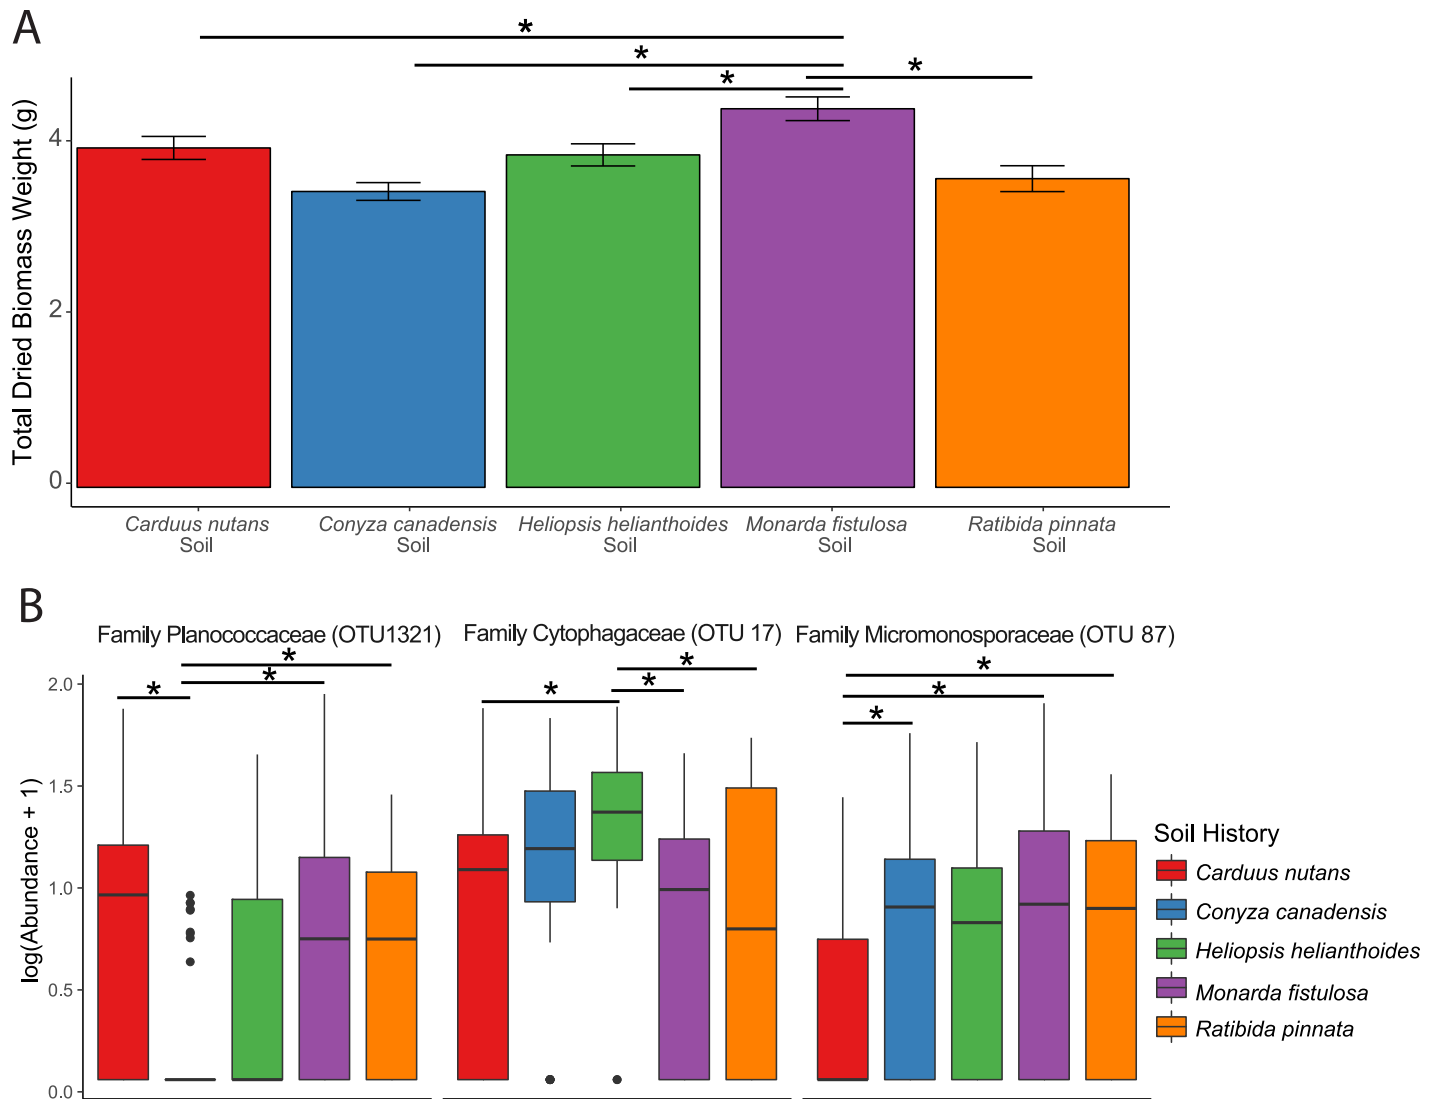 A
*
*
*
*
Total Dried Biomass Weight (g)
4
2
0
Carduus nutans
Soil
Conyza canadensis
Soil
Heliopsis helianthoides
Soil
Monarda fistulosa
Soil
Ratibida pinnata
Soil
B
Family Planococcaceae (OTU1321)
Family Cytophagaceae (OTU 17)
Family Micromonosporaceae (OTU 87)
*
*
*
*
*
*
*
*
*
log(Abundance + 1)
2.0
1.5
1.0
0.5
0.0
Soil History
Carduus nutans
Conyza canadensis
Heliopsis helianthoides
Monarda fistulosa
Ratibida pinnata